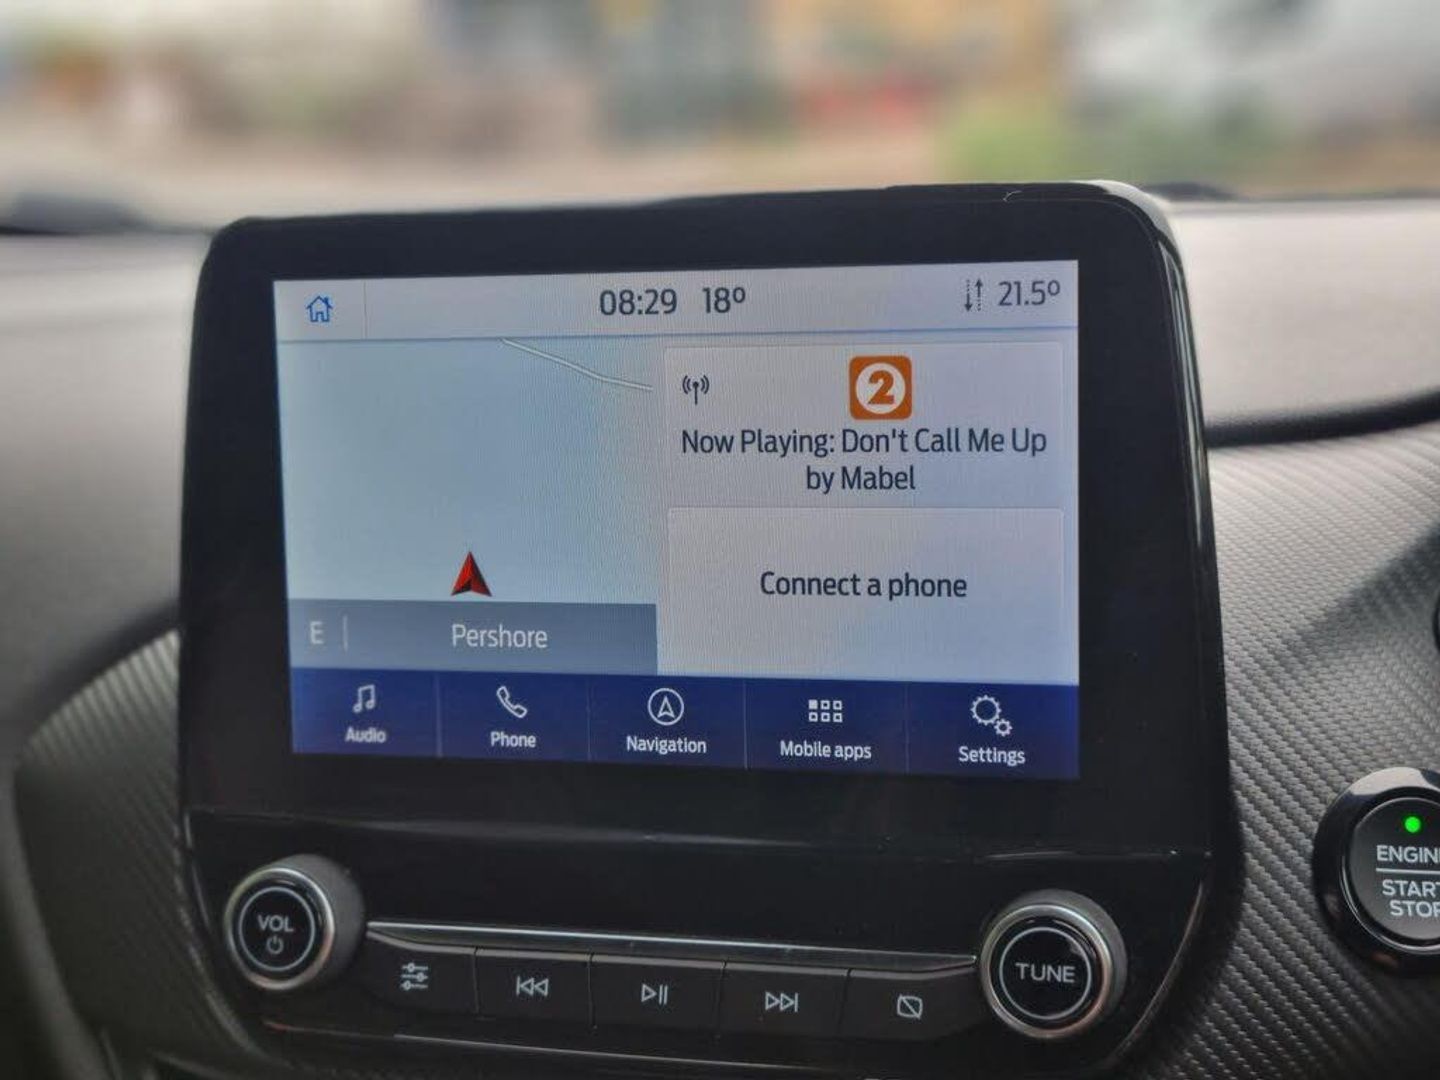 08:29 18º 21.5º
2
Now Playing: Don't Call Me Up
by Mabel
Connect a phone
E Pershore
Audio Phone Navigation Mobile apps Settings
VOL
TUNE
ENGIN
START
STOP